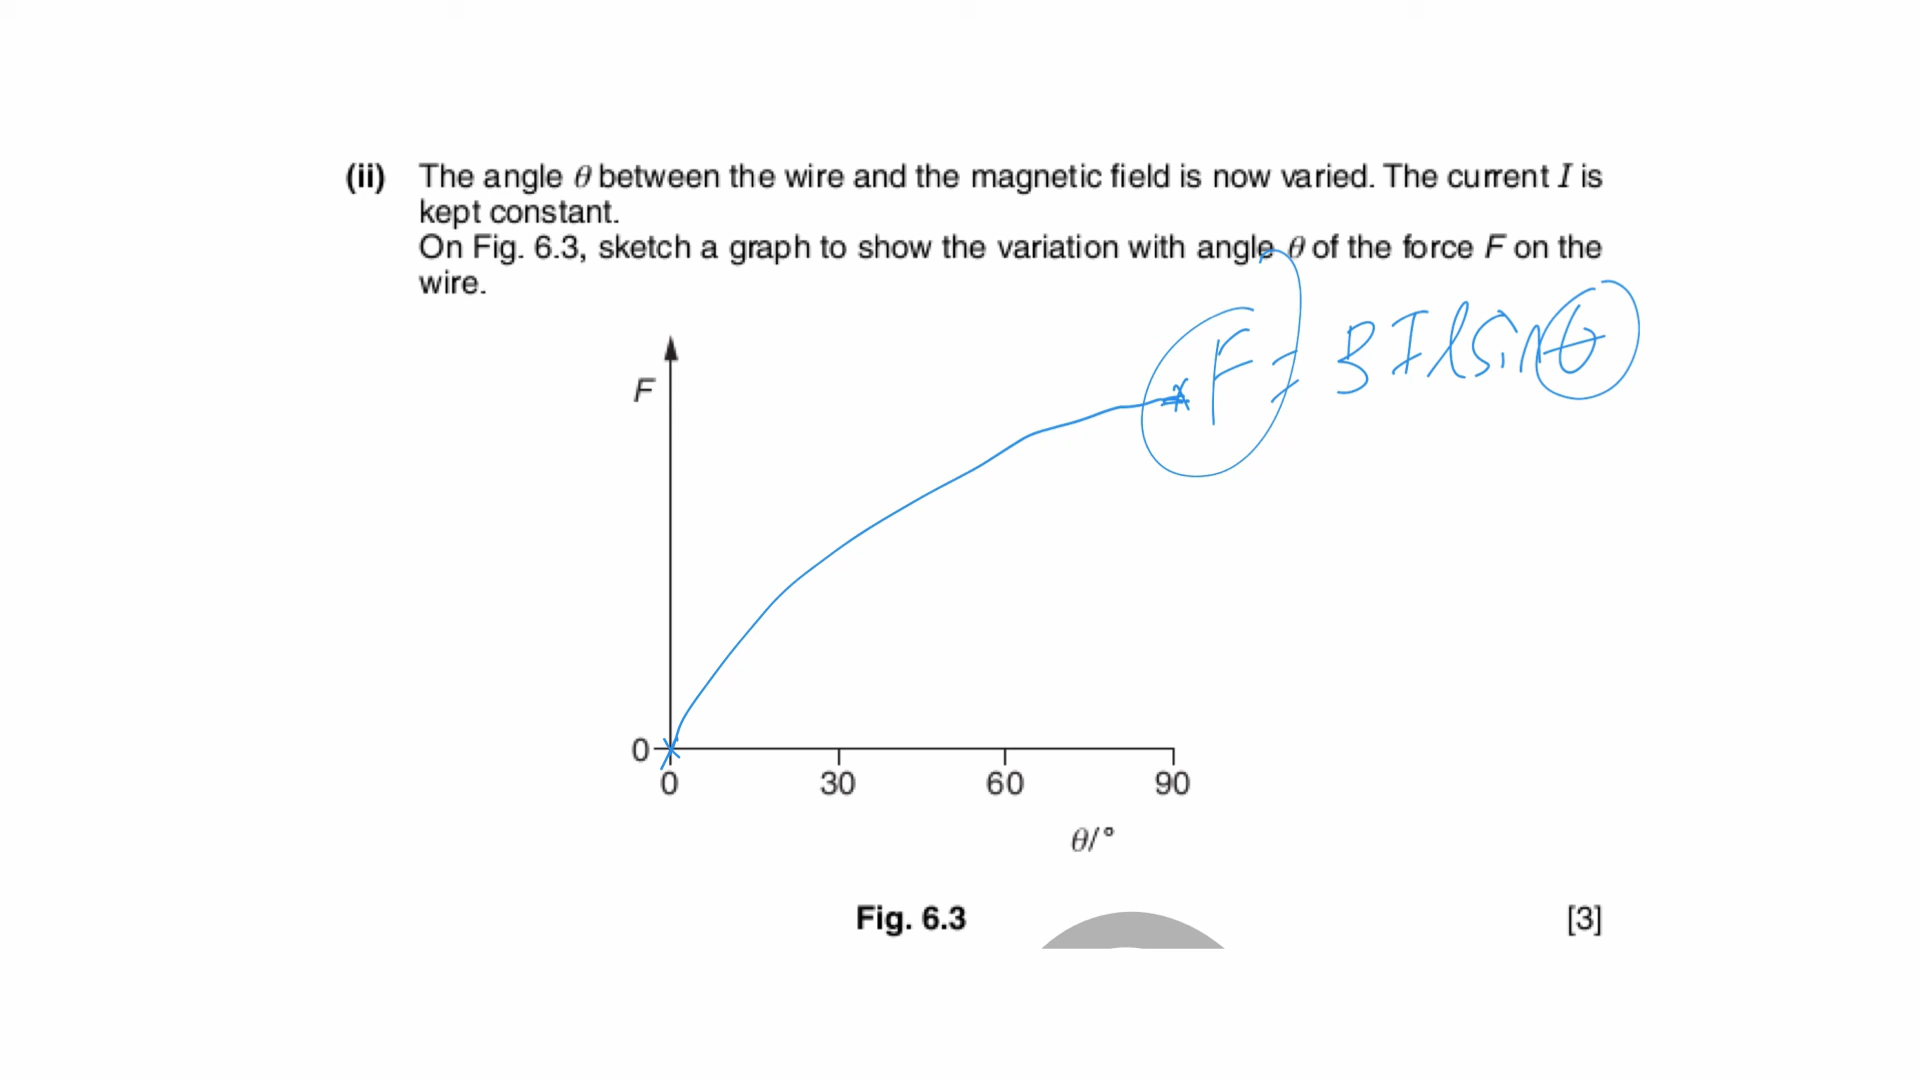 (ii) The angle θ between the wire and the magnetic field is now varied. The current I is
kept constant.
On Fig. 6.3, sketch a graph to show the variation with angle θ of the force F on the
wire.
F = BIlsinθ
F
0
0 30 60 90
θ/°
Fig. 6.3 [3]